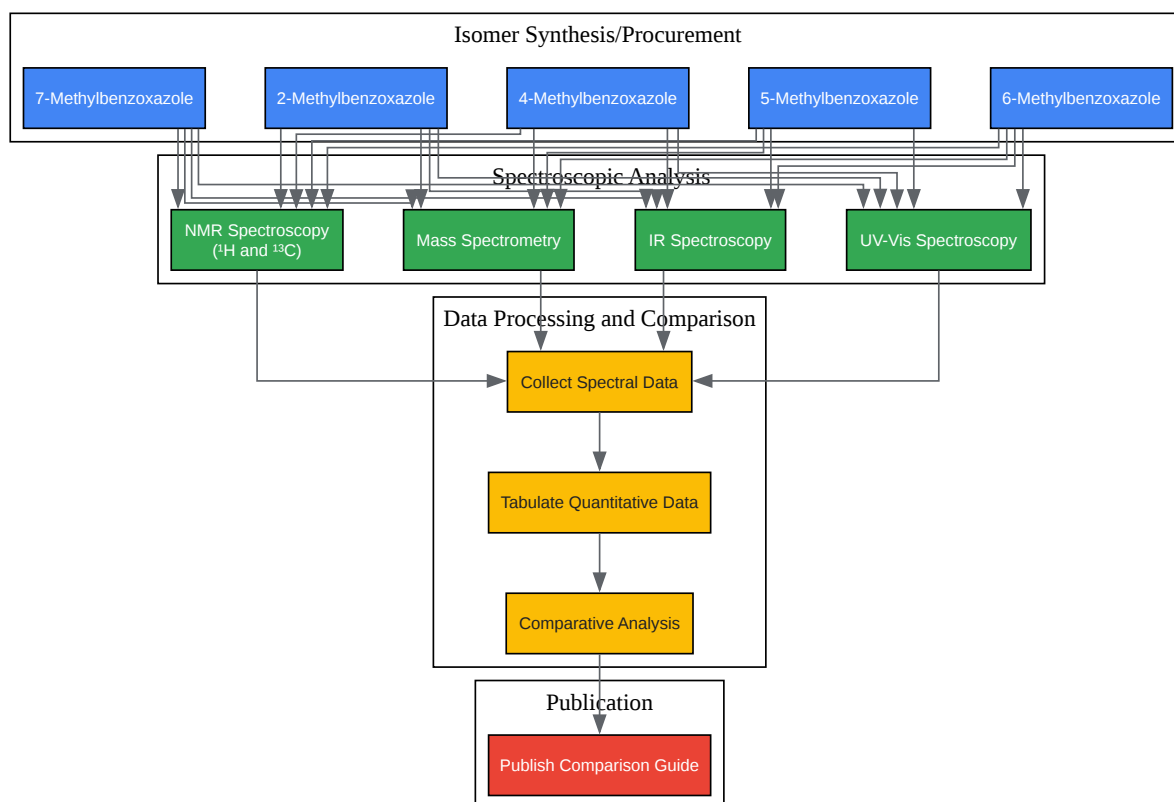 Isomer Synthesis/Procurement
7-Methylbenzoxazole
2-Methylbenzoxazole
4-Methylbenzoxazole
5-Methylbenzoxazole
6-Methylbenzoxazole
Spectroscopic Analysis
NMR Spectroscopy
(¹H and ¹³C)
Mass Spectrometry
IR Spectroscopy
UV-Vis Spectroscopy
Data Processing and Comparison
Collect Spectral Data
Tabulate Quantitative Data
Comparative Analysis
Publication
Publish Comparison Guide